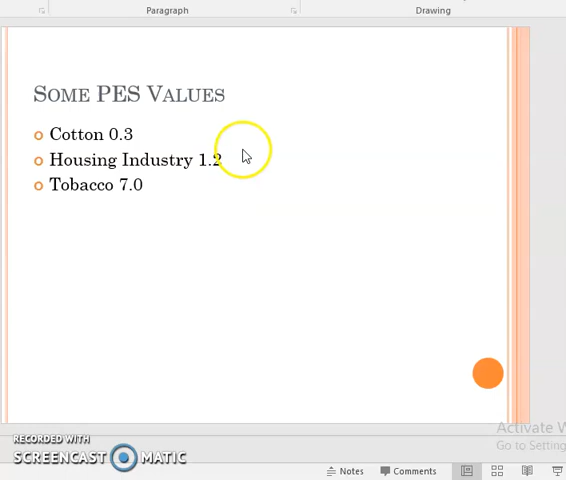 Paragraph
Drawing
SOME PES VALUES
Cotton 0.3
Housing Industry 1.2
Tobacco 7.0
Activate W
Go to Setting
RECORDED WITH
SCREENCAST MATIC
Notes
Comments